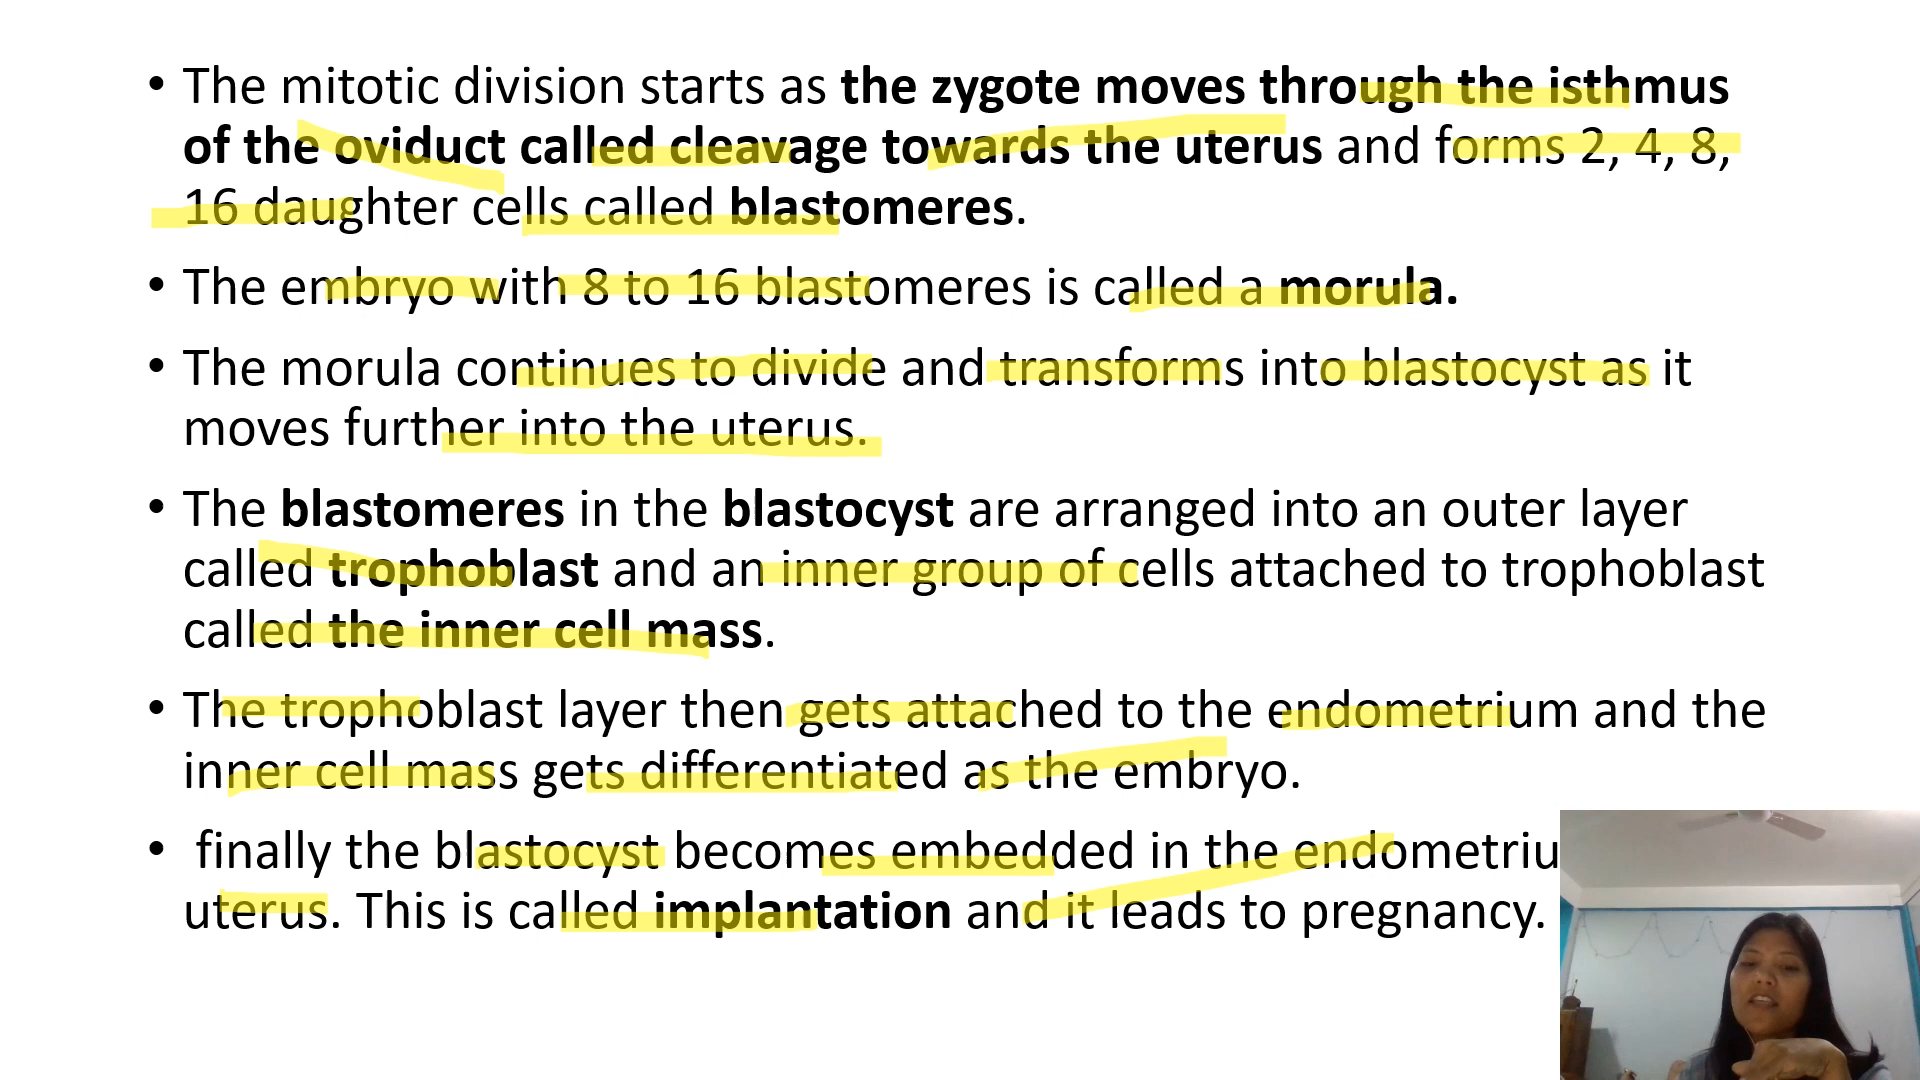 • The mitotic division starts as the zygote moves through the isthmus
of the oviduct called cleavage towards the uterus and forms 2, 4, 8,
16 daughter cells called blastomeres.
• The embryo with 8 to 16 blastomeres is called a morula.
• The morula continues to divide and transforms into blastocyst as it
moves further into the uterus.
• The blastomeres in the blastocyst are arranged into an outer layer
called trophoblast and an inner group of cells attached to trophoblast
called the inner cell mass.
• The trophoblast layer then gets attached to the endometrium and the
inner cell mass gets differentiated as the embryo.
• finally the blastocyst becomes embedded in the endometriu
uterus. This is called implantation and it leads to pregnancy.